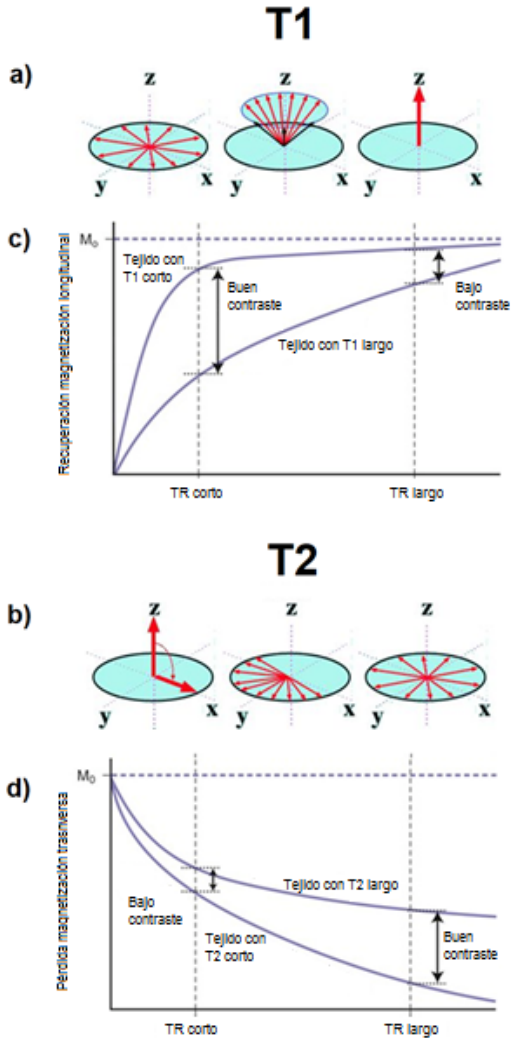 T1
a)
z
y
x
z
y
x
z
y
x
c)
M₀
Tejido con
T1 corto
Buen
contraste
Bajo
contraste
Tejido con T1 largo
Recuperación magnetización longitudinal
TR corto
TR largo
T2
b)
z
y
x
z
y
x
z
y
x
d)
M₀
Tejido con T2 largo
Bajo
contraste
Tejido con
T2 corto
Buen
contraste
Pérdida magnetización trasnversa
TR corto
TR largo